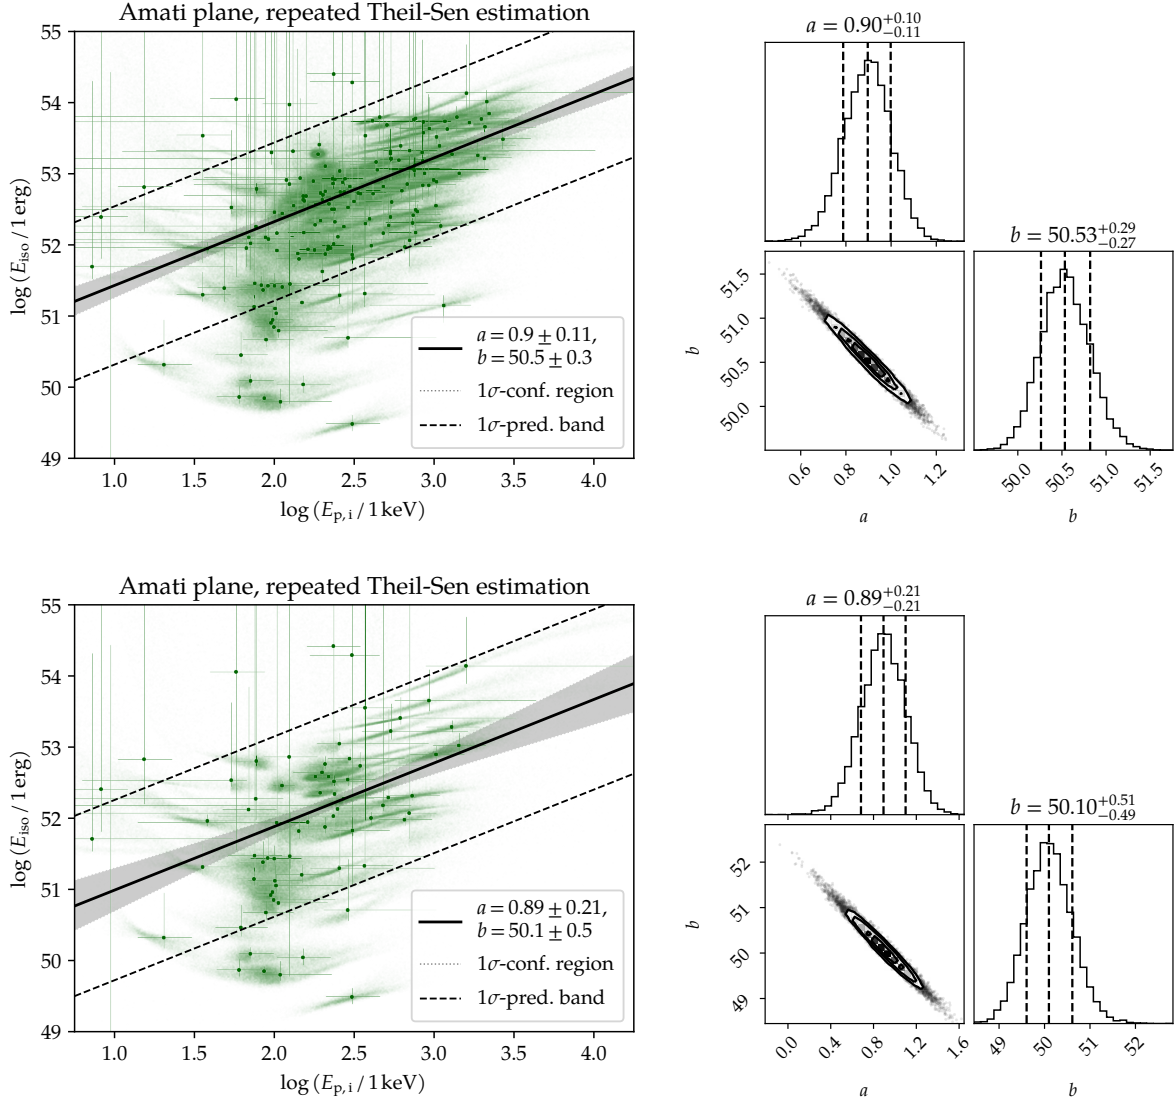 Amati plane, repeated Theil-Sen estimation
55
54
53
52
51
50
49
log (E_iso / 1 erg)
1.0 1.5 2.0 2.5 3.0 3.5 4.0
log (E_p,i / 1 keV)
a = 0.9 ± 0.11,
b = 50.5 ± 0.3
1σ-conf. region
1σ-pred. band
a = 0.90 +0.10 −0.11
b = 50.53 +0.29 −0.27
51.5
51.0
50.5
50.0
b
0.6 0.8 1.0 1.2
a
50.0 50.5 51.0 51.5
b
Amati plane, repeated Theil-Sen estimation
55
54
53
52
51
50
49
log (E_iso / 1 erg)
1.0 1.5 2.0 2.5 3.0 3.5 4.0
log (E_p,i / 1 keV)
a = 0.89 ± 0.21,
b = 50.1 ± 0.5
1σ-conf. region
1σ-pred. band
a = 0.89 +0.21 −0.21
b = 50.10 +0.51 −0.49
52
51
50
49
b
0.0 0.4 0.8 1.2 1.6
a
49 50 51 52
b